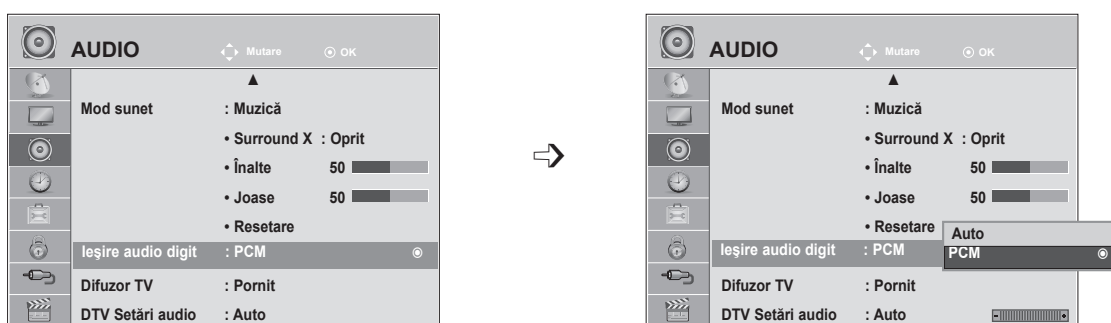 AUDIO Mutare OK
Mod sunet : Muzică
• Surround X : Oprit
• Înalte 50
• Joase 50
• Resetare
Ieşire audio digit : PCM
Difuzor TV : Pornit
DTV Setări audio : Auto
AUDIO Mutare OK
Mod sunet : Muzică
• Surround X : Oprit
• Înalte 50
• Joase 50
• Resetare
Ieşire audio digit : PCM
Auto
PCM
Difuzor TV : Pornit
DTV Setări audio : Auto